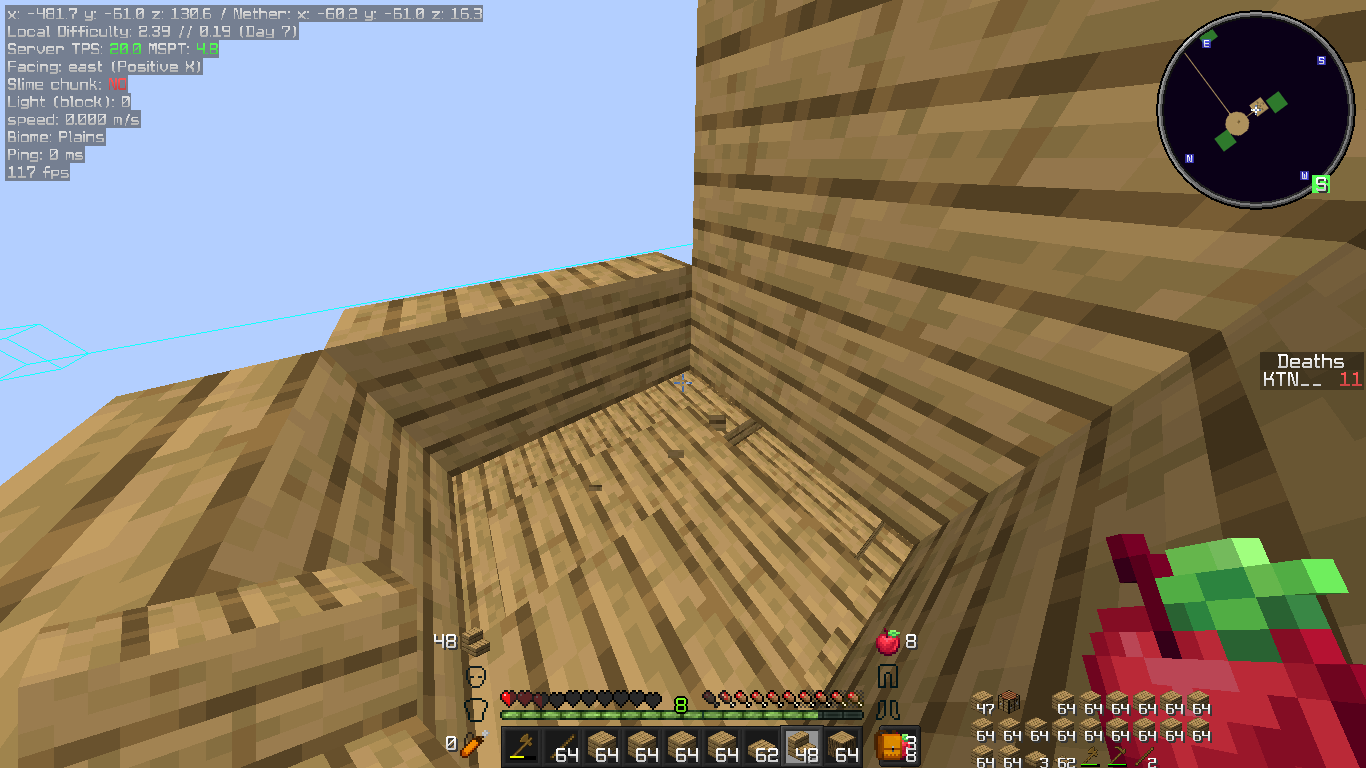 x: -481.7 y: -61.0 z: 130.6 / Nether: x: -60.2 y: -61.0 z: 16.3
Local Difficulty: 2.39 // 0.19 (Day 7)
Server TPS: 20.0 MSPT: 4.8
Facing: east (Positive X)
Slime chunk: NO
Light (block): 0
speed: 0.000 m/s
Biome: Plains
Ping: 0 ms
117 fps
E
S
N
W
S
Deaths
KTN__ 11
48
8
8
0
64 64 64 64 64 62 48 64
47 64 64 64 64 64 64
64 64 64 64 64 64 64 64 64
64 64 3 62 2